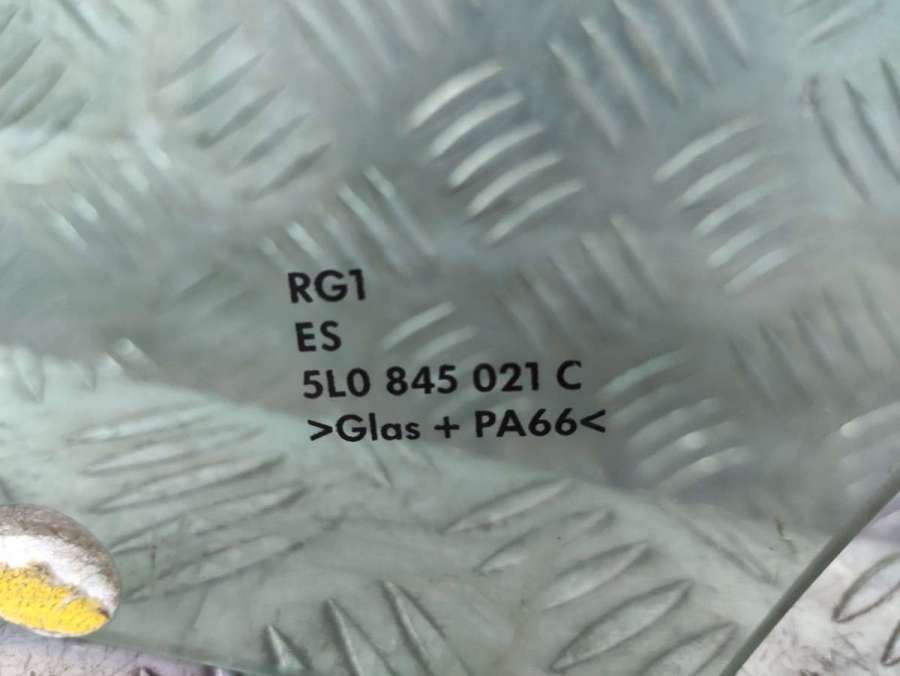 RG1
ES
5L0 845 021 C
>Glas + PA66<